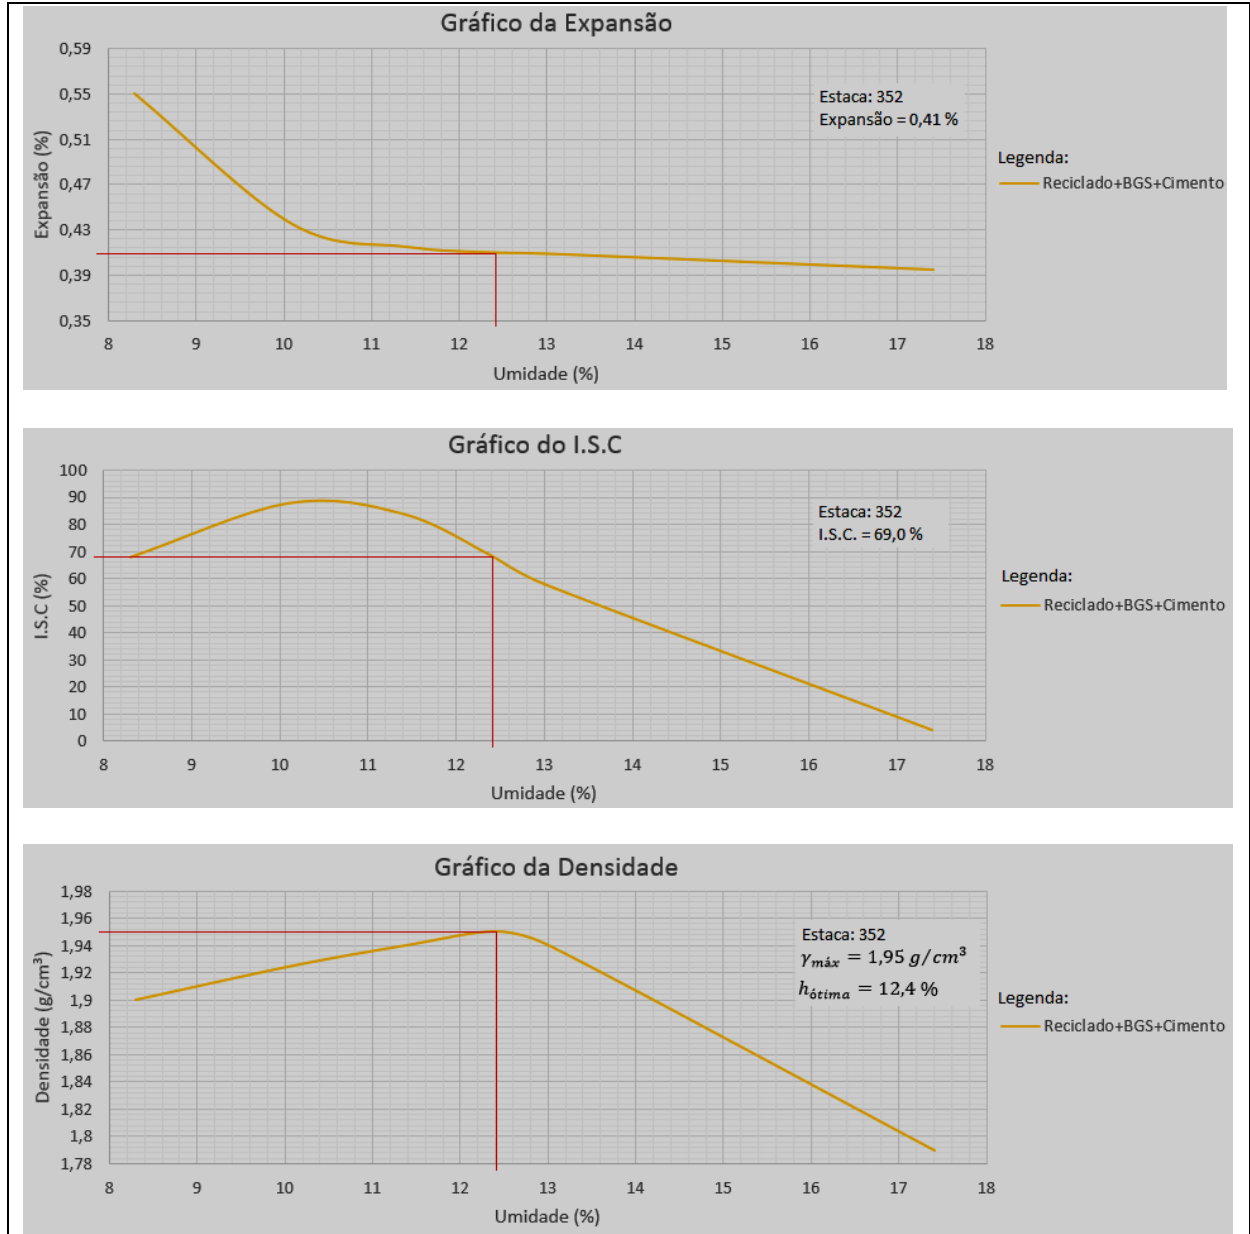 Gráfico da Expansão
0,59
0,55
0,51
0,47
0,43
0,39
0,35
Expansão (%)
8 9 10 11 12 13 14 15 16 17 18
Umidade (%)
Estaca: 352
Expansão = 0,41 %
Legenda:
Reciclado+BGS+Cimento
Gráfico do I.S.C
100
90
80
70
60
50
40
30
20
10
0
I.S.C (%)
8 9 10 11 12 13 14 15 16 17 18
Umidade (%)
Estaca: 352
I.S.C. = 69,0 %
Legenda:
Reciclado+BGS+Cimento
Gráfico da Densidade
1,98
1,96
1,94
1,92
1,9
1,88
1,86
1,84
1,82
1,8
1,78
Densidade (g/cm³)
8 9 10 11 12 13 14 15 16 17 18
Umidade (%)
Estaca: 352
γmáx = 1,95 g/cm³
hótima = 12,4 %
Legenda:
Reciclado+BGS+Cimento